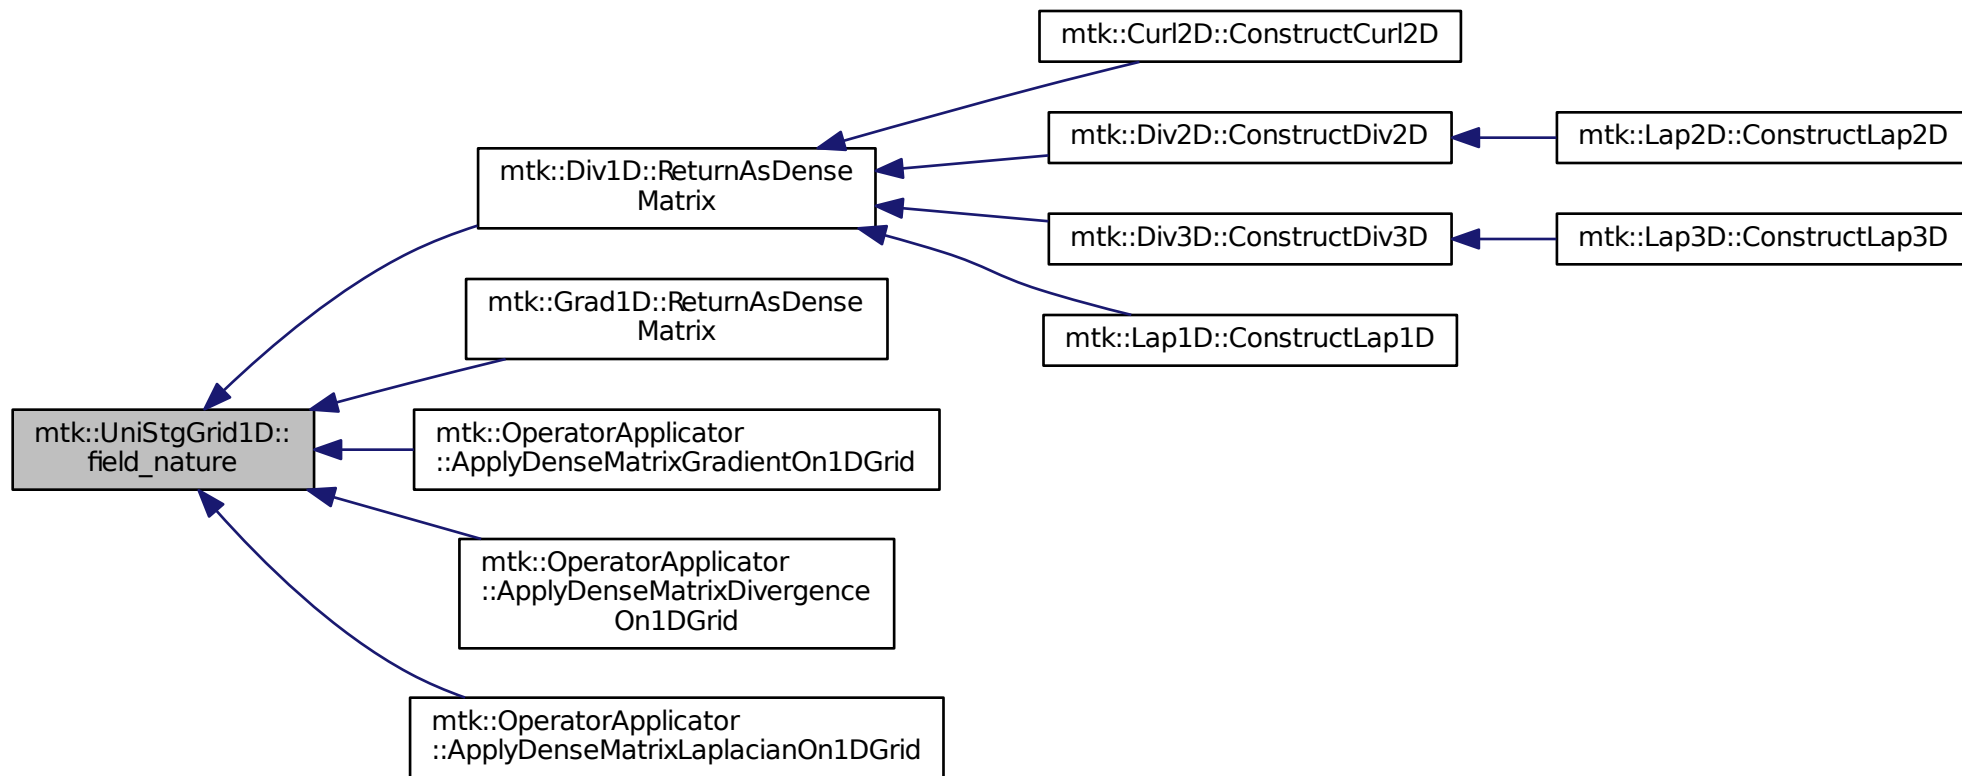 mtk::Curl2D::ConstructCurl2D
mtk::Div2D::ConstructDiv2D
mtk::Lap2D::ConstructLap2D
mtk::Div1D::ReturnAsDense
Matrix
mtk::Div3D::ConstructDiv3D
mtk::Lap3D::ConstructLap3D
mtk::Grad1D::ReturnAsDense
Matrix
mtk::Lap1D::ConstructLap1D
mtk::UniStgGrid1D::
field_nature
mtk::OperatorApplicator
::ApplyDenseMatrixGradientOn1DGrid
mtk::OperatorApplicator
::ApplyDenseMatrixDivergence
On1DGrid
mtk::OperatorApplicator
::ApplyDenseMatrixLaplacianOn1DGrid